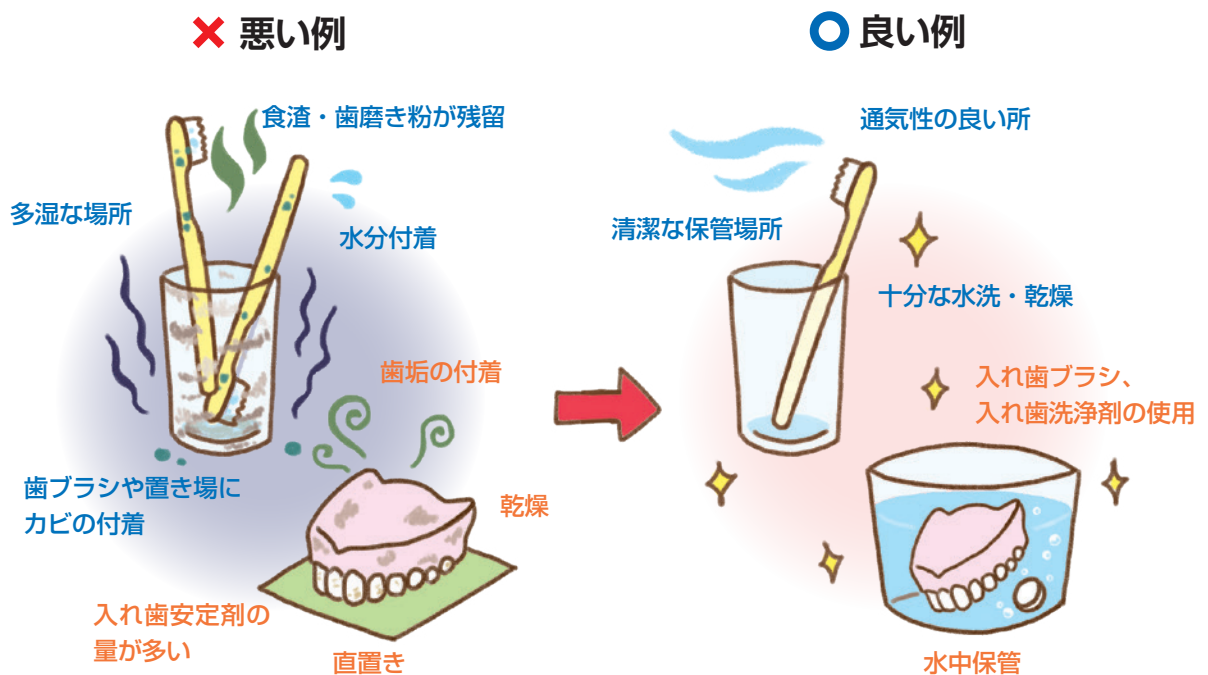 悪い例
食渣・歯磨き粉が残留
多湿な場所
水分付着
歯垢の付着
歯ブラシや置き場に
カビの付着
乾燥
入れ歯安定剤の
量が多い
直置き
良い例
通気性の良い所
清潔な保管場所
十分な水洗・乾燥
入れ歯ブラシ、
入れ歯洗浄剤の使用
水中保管